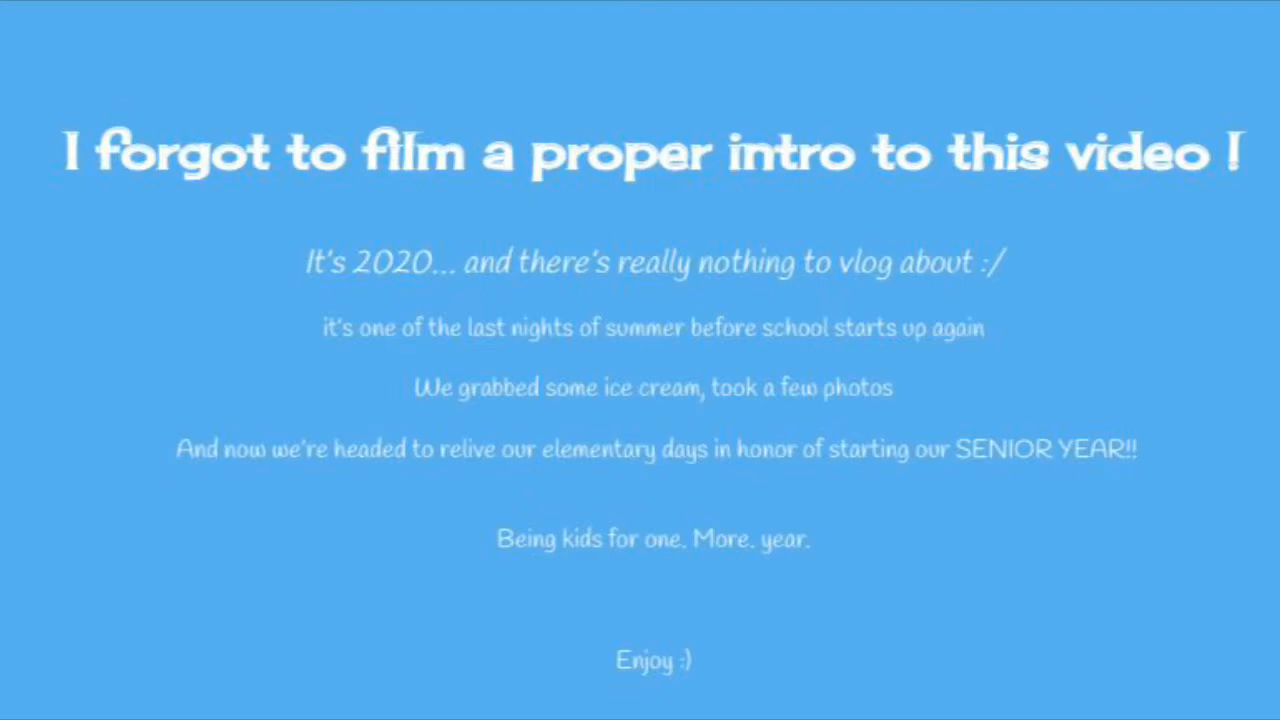 I forgot to film a proper intro to this video !
It's 2020... and there's really nothing to vlog about :/
it's one of the last nights of summer before school starts up again
We grabbed some ice cream, took a few photos
And now we're headed to relive our elementary days in honor of starting our SENIOR YEAR!!
Being kids for one. More. year.
Enjoy :)